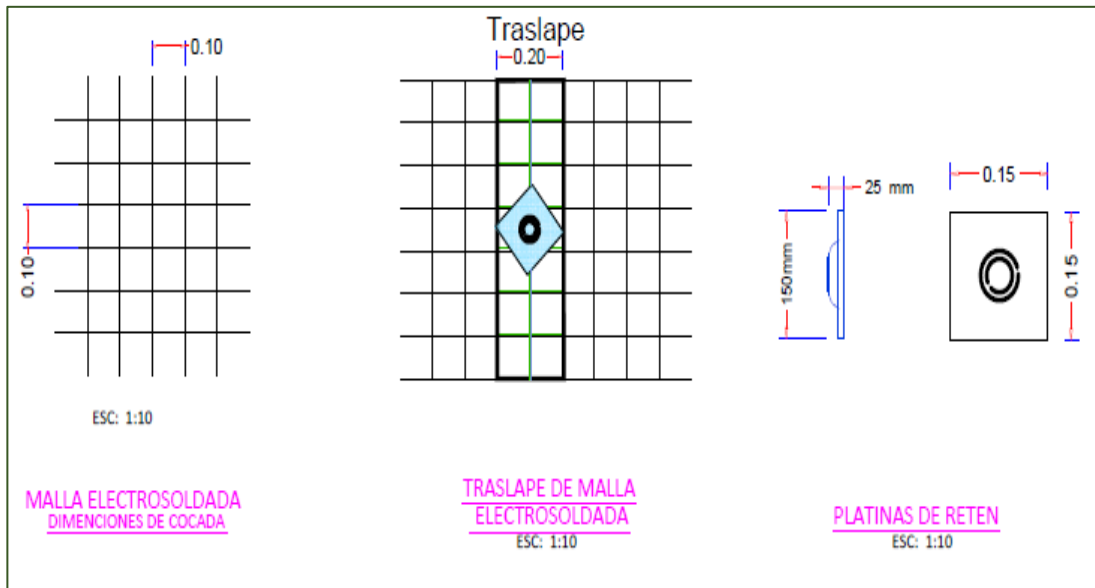 0.10
0.10
ESC: 1:10
MALLA ELECTROSOLDADA
DIMENCIONES DE COCADA
Traslape
0.20
TRASLAPE DE MALLA
ELECTROSOLDADA
ESC: 1:10
25 mm
150mm
0.15
0.15
PLATINAS DE RETEN
ESC: 1:10